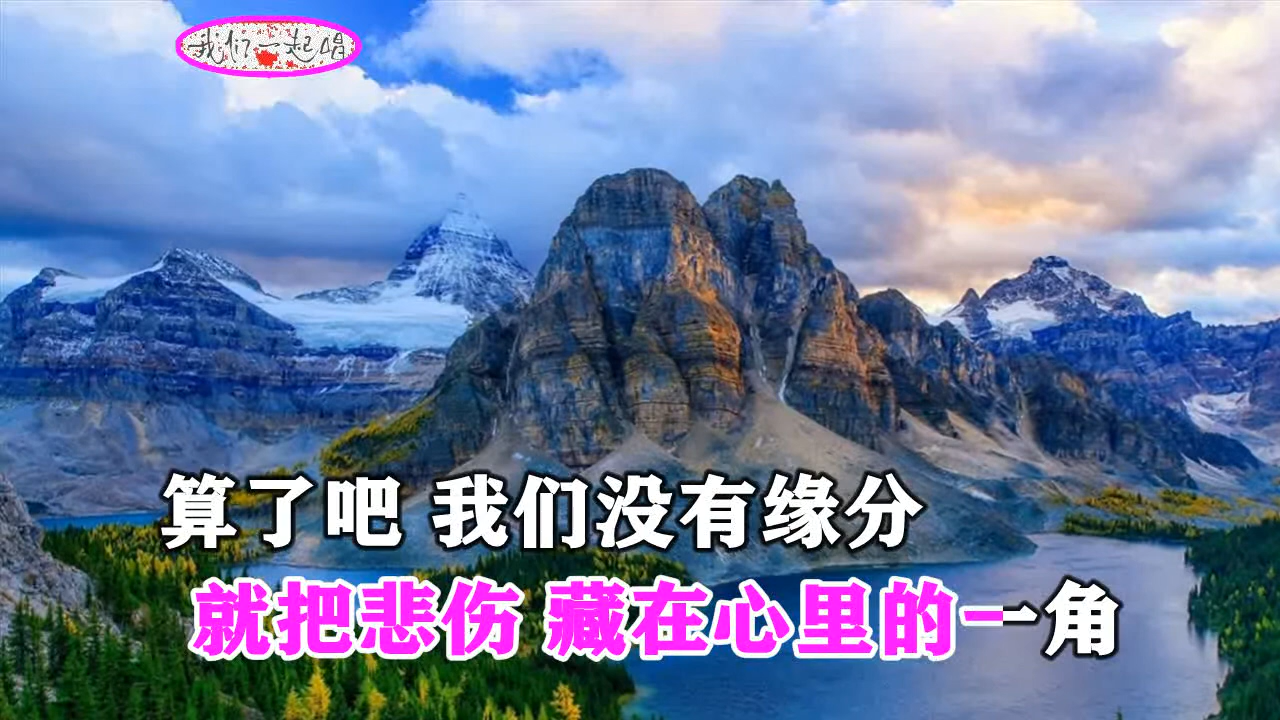 我们一起唱
算了吧 我们没有缘分
就把悲伤 藏在心里的一角